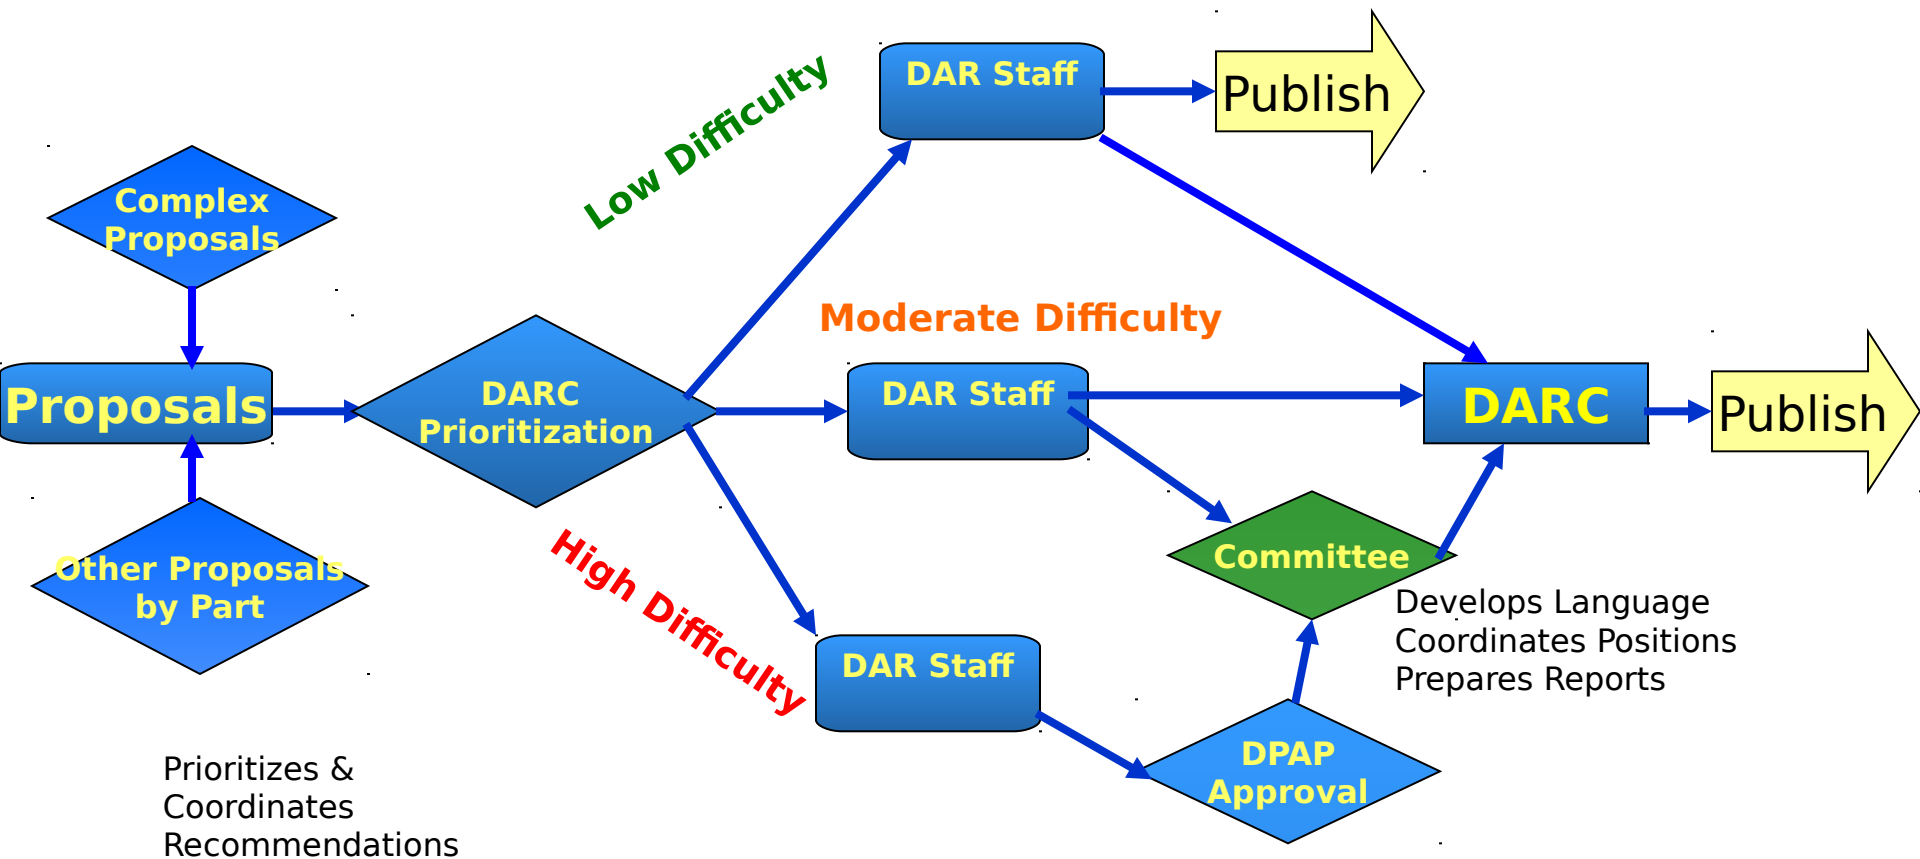 DAR Staff
Publish
Low Difficulty
Complex
Proposals
Moderate Difficulty
Proposals
DARC
Prioritization
DAR Staff
DARC
Publish
High Difficulty
Committee
Other Proposals
by Part
Develops Language
Coordinates Positions
Prepares Reports
DAR Staff
DPAP
Approval
Prioritizes &
Coordinates
Recommendations